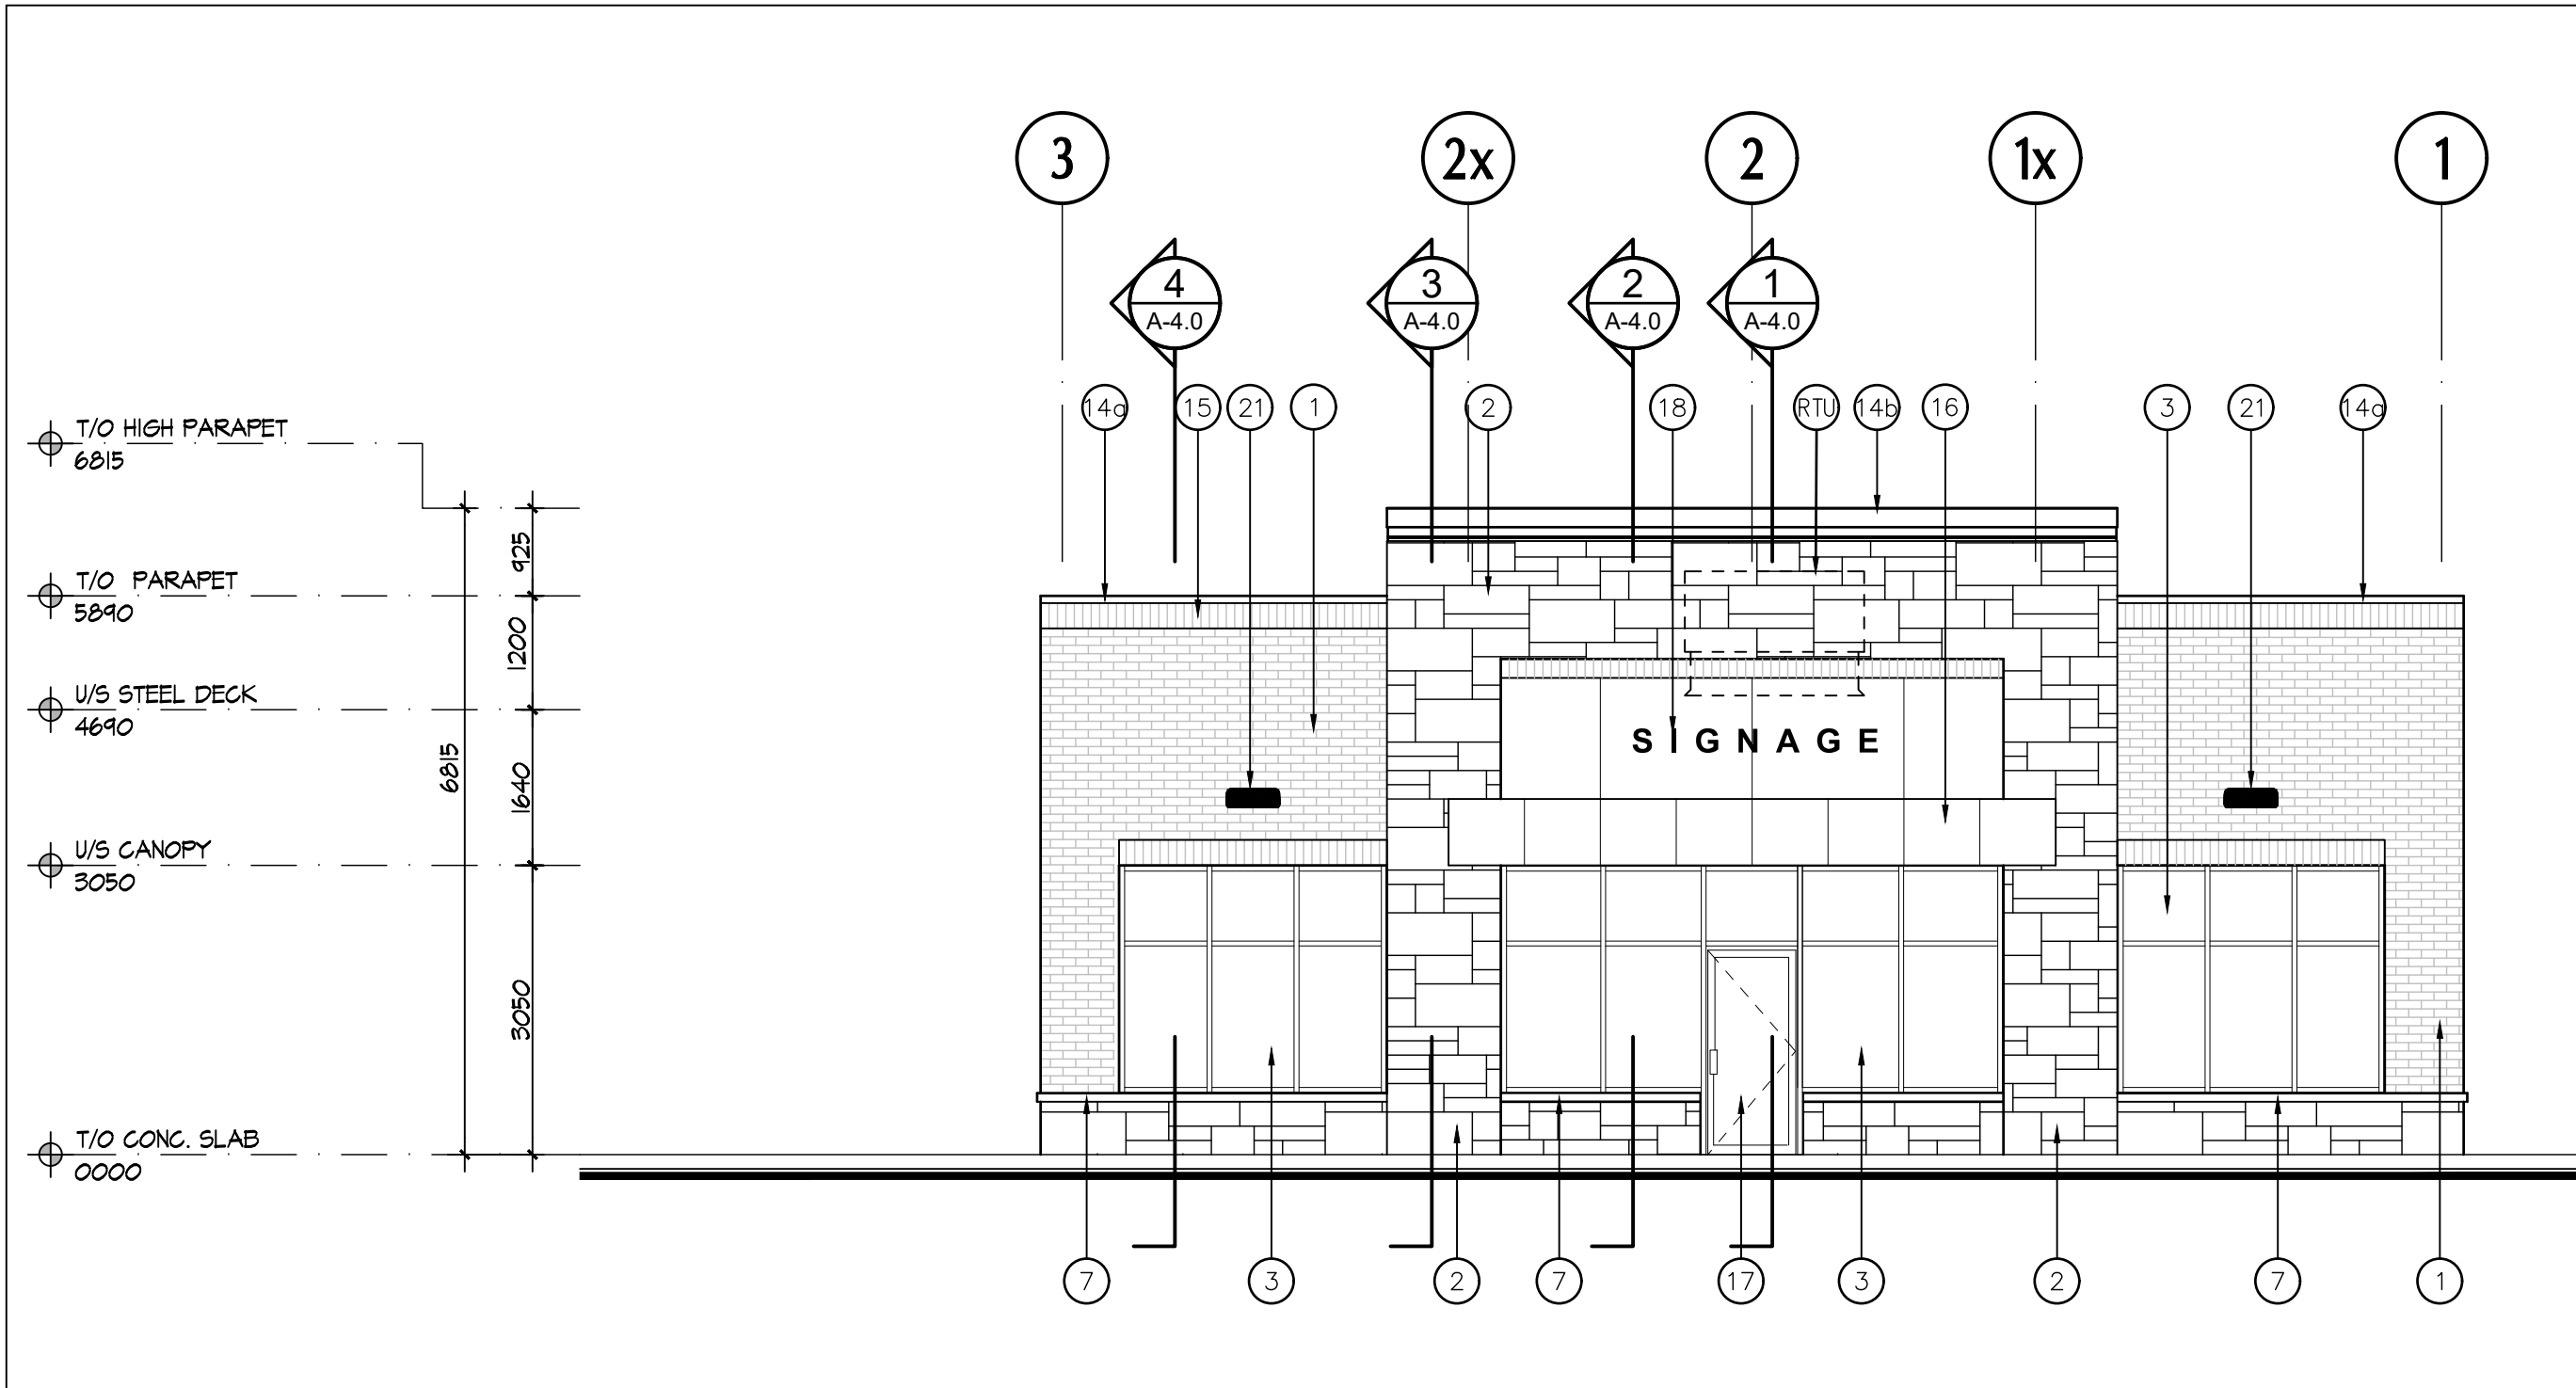 3 2x 2 1x 1
4 3 2 1
A-4.0 A-4.0 A-4.0 A-4.0
14a 15 21 1 2 18 RTU 14b 16 3 21 14a
T/O HIGH PARAPET
6815
925
T/O PARAPET
5890
1200
U/S STEEL DECK
4690
6815
1640
SIGNAGE
U/S CANOPY
3050
3050
T/O CONC. SLAB
0000
7 3 2 7 17 3 2 7 1